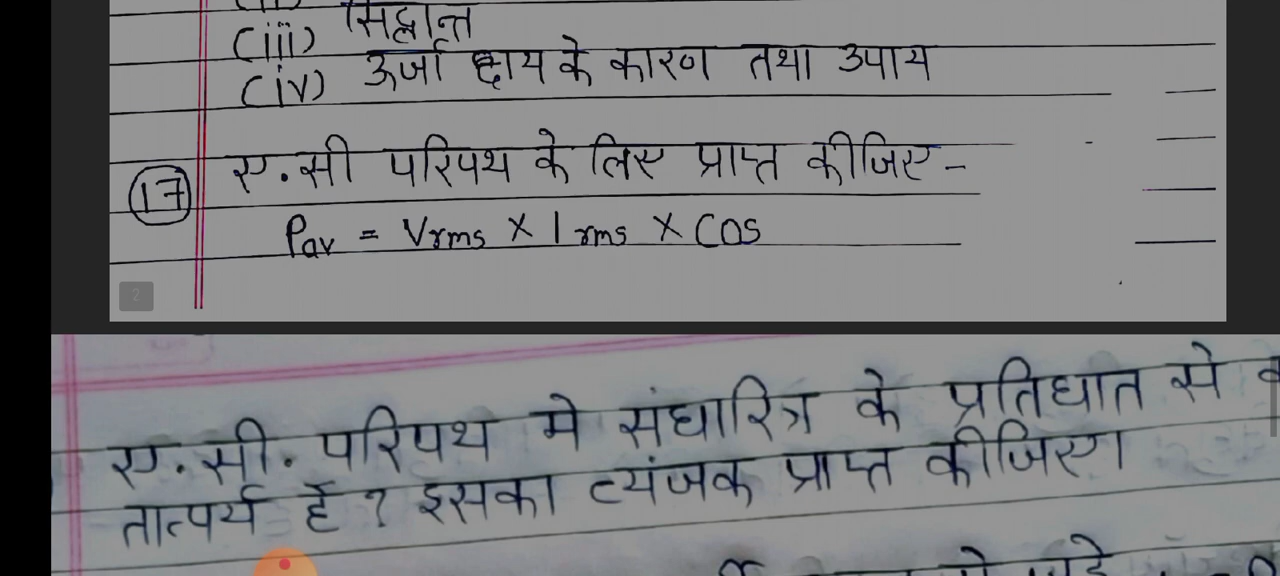 (iii) सिद्धान्त
(iv) ऊर्जा ह्राय के कारण तथा उपाय
17 ए.सी परिपथ के लिए प्राप्त कीजिए-
Pav = Vrms × Irms × COS
2
ए.सी. परिपथ मे संधारित्र के प्रतिघात से
तात्पर्य है ? इसका व्यंजक प्राप्त कीजिए।